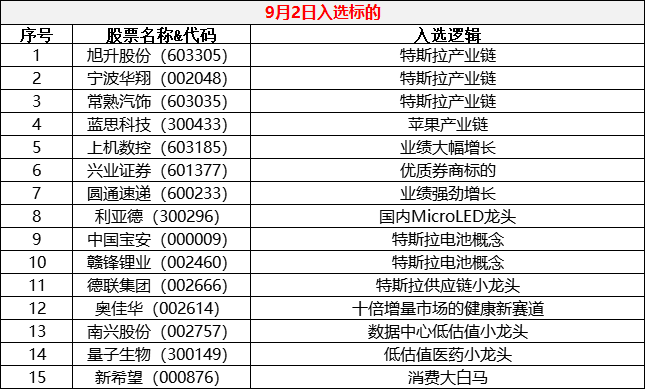 9月2日入选标的
序号 股票名称&代码 入选逻辑
1 旭升股份（603305） 特斯拉产业链
2 宁波华翔（002048） 特斯拉产业链
3 常熟汽饰（603035） 特斯拉产业链
4 蓝思科技（300433） 苹果产业链
5 上机数控（603185） 业绩大幅增长
6 兴业证券（601377） 优质券商标的
7 圆通速递（600233） 业绩强劲增长
8 利亚德（300296） 国内MicroLED龙头
9 中国宝安（000009） 特斯拉电池概念
10 赣锋锂业（002460） 特斯拉电池概念
11 德联集团（002666） 特斯拉供应链小龙头
12 奥佳华（002614） 十倍增量市场的健康新赛道
13 南兴股份（002757） 数据中心低估值小龙头
14 量子生物（300149） 低估值医药小龙头
15 新希望（000876） 消费大白马